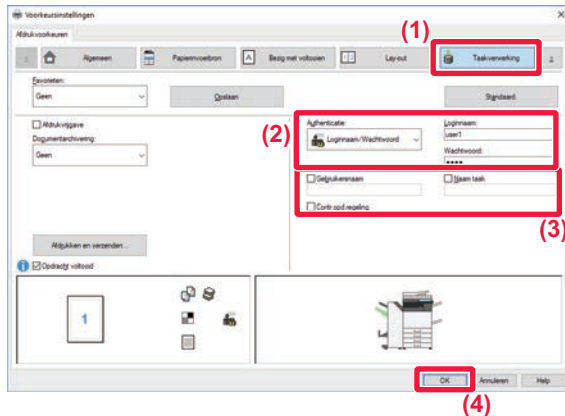 Voorkeursinstellingen
Afdrukvoorkeuren
(1)
Algemeen
Papierinvoerbron
A
Bezig met voltooien
Lay-out
Taakverwerking
Favorieten:
Geen
Opslaan
Standaard
Afdrukvrijgave
Documentarchivering:
Geen
(2)
Authenticatie:
Loginnaam/Wachtwoord
Loginnaam:
user1
Wachtwoord:
••••
Gebruikersnaam
Naam taak
Contr opd.regeling
(3)
Afdrukken en verzenden...
Opdracht voltooid
1
OK
Annuleren
Help
(4)